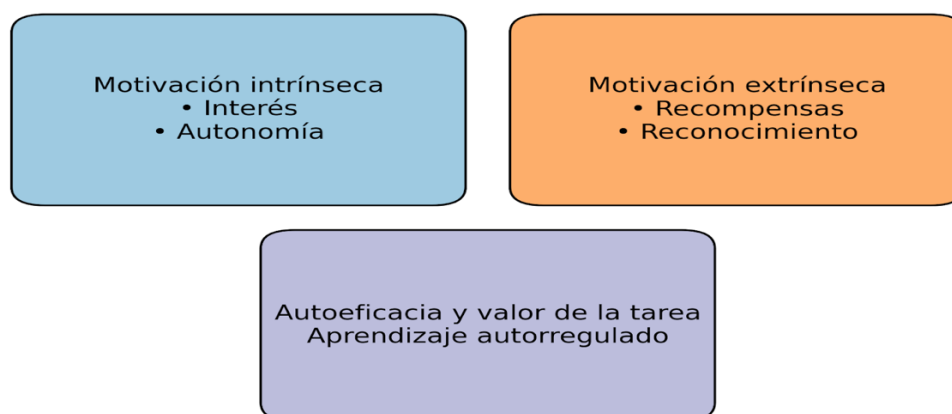 Motivación intrínseca
• Interés
• Autonomía
Motivación extrínseca
• Recompensas
• Reconocimiento
Autoeficacia y valor de la tarea
Aprendizaje autorregulado